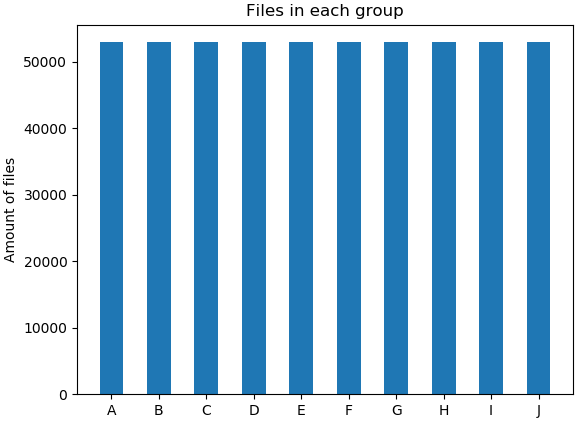 Files in each group
Amount of files
50000
40000
30000
20000
10000
0
A B C D E F G H I J